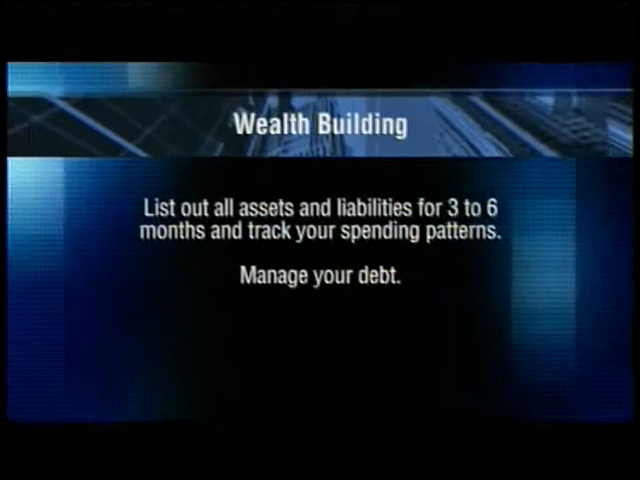 Wealth Building
List out all assets and liabilities for 3 to 6
months and track your spending patterns.
Manage your debt.